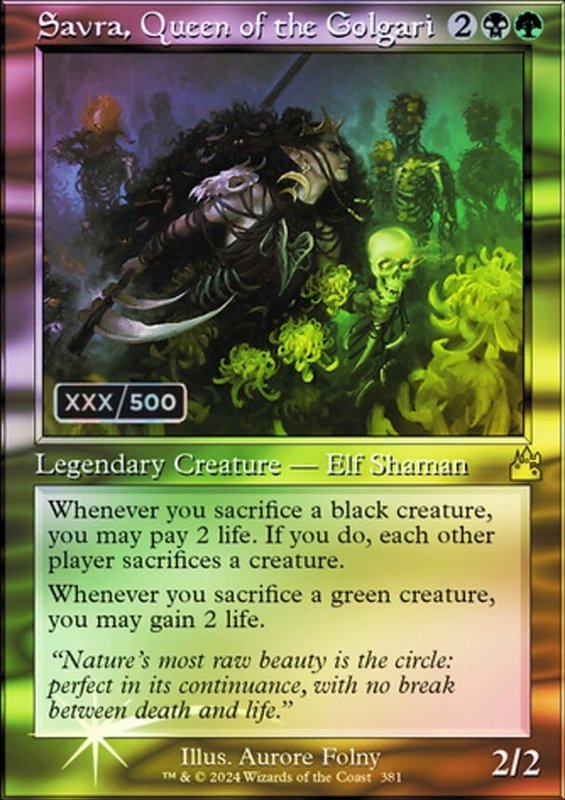 Savra, Queen of the Golgari 2
XXX/500
Legendary Creature — Elf Shaman
Whenever you sacrifice a black creature,
you may pay 2 life. If you do, each other
player sacrifices a creature.
Whenever you sacrifice a green creature,
you may gain 2 life.
“Nature’s most raw beauty is the circle:
perfect in its continuance, with no break
between death and life.”
Illus. Aurore Folny
™ & © 2024 Wizards of the Coast 381
2/2